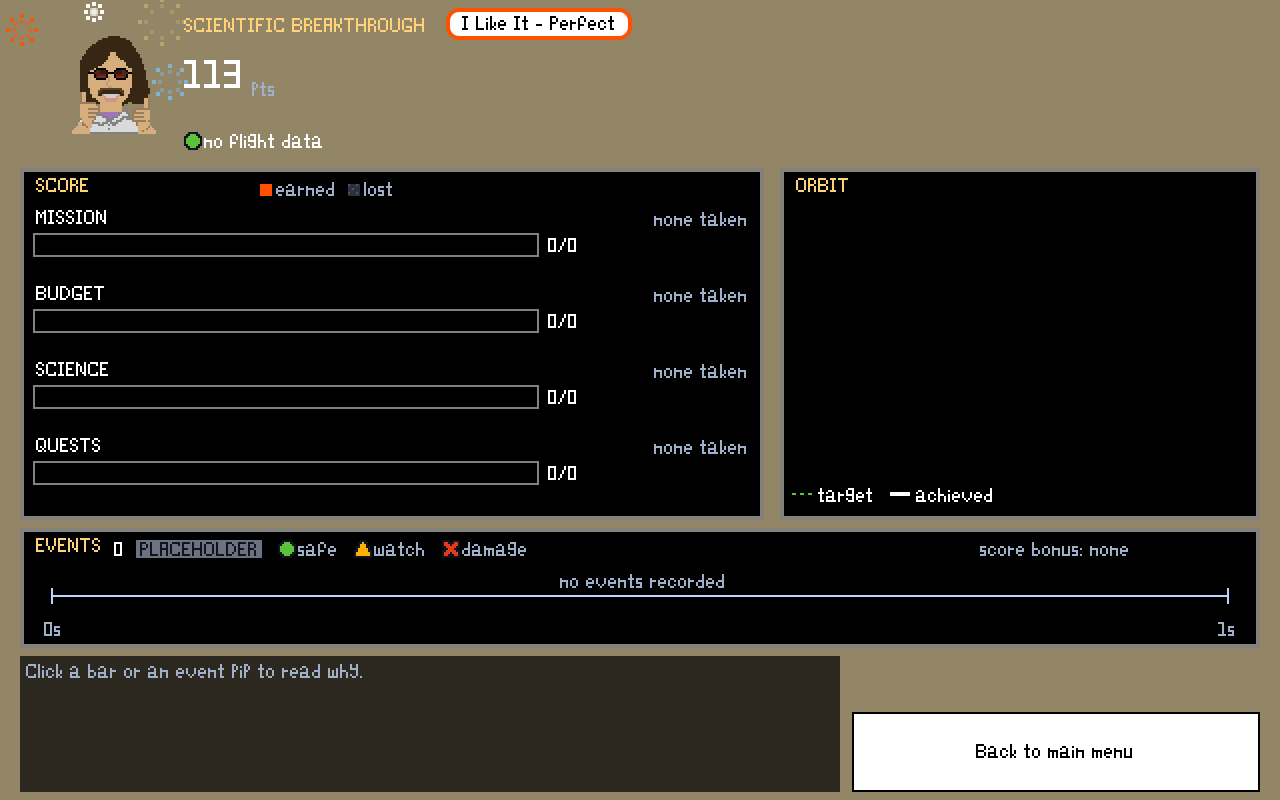 SCIENTIFIC BREAKTHROUGH I Like It - Perfect
113 Pts
no flight data
SCORE earned lost
MISSION none taken
0/0
BUDGET none taken
0/0
SCIENCE none taken
0/0
QUESTS none taken
0/0
ORBIT
target achieved
EVENTS 0 PLACEHOLDER safe watch damage score bonus: none
no events recorded
0s 1s
Click a bar or an event pip to read why.
Back to main menu